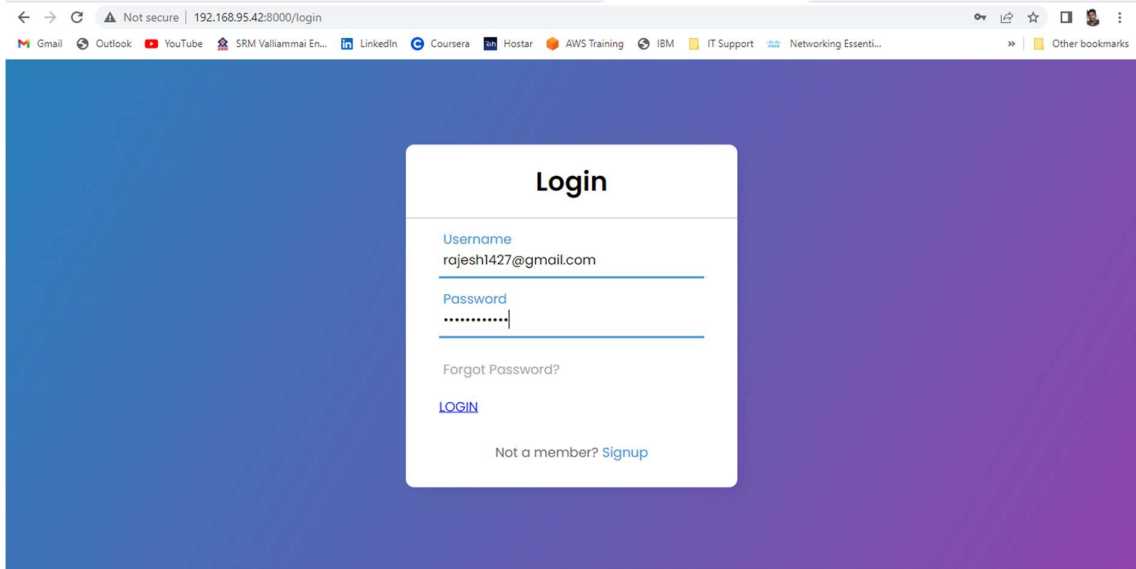 Not secure | 192.168.95.42:8000/login
Gmail Outlook YouTube SRM Valliammai En... LinkedIn Coursera Hostar AWS Training IBM IT Support Networking Essenti... » Other bookmarks
Login
Username
rajesh1427@gmail.com
Password
••••••••••••
Forgot Password?
LOGIN
Not a member? Signup